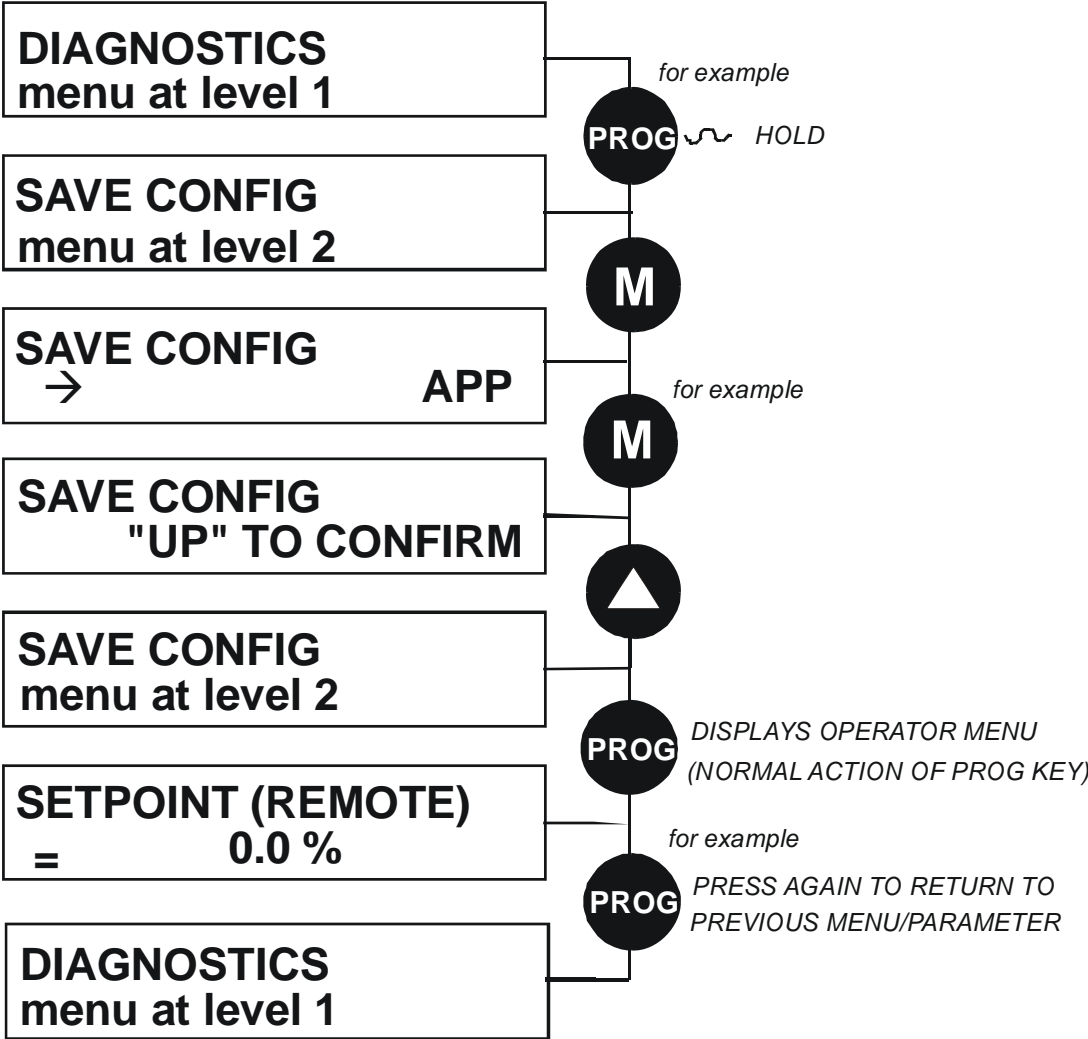 DIAGNOSTICS
menu at level 1
for example
PROG HOLD
SAVE CONFIG
menu at level 2
M
SAVE CONFIG
→ APP
for example
M
SAVE CONFIG
"UP" TO CONFIRM
SAVE CONFIG
menu at level 2
PROG
DISPLAYS OPERATOR MENU
(NORMAL ACTION OF PROG KEY)
SETPOINT (REMOTE)
= 0.0 %
for example
PROG
PRESS AGAIN TO RETURN TO
PREVIOUS MENU/PARAMETER
DIAGNOSTICS
menu at level 1